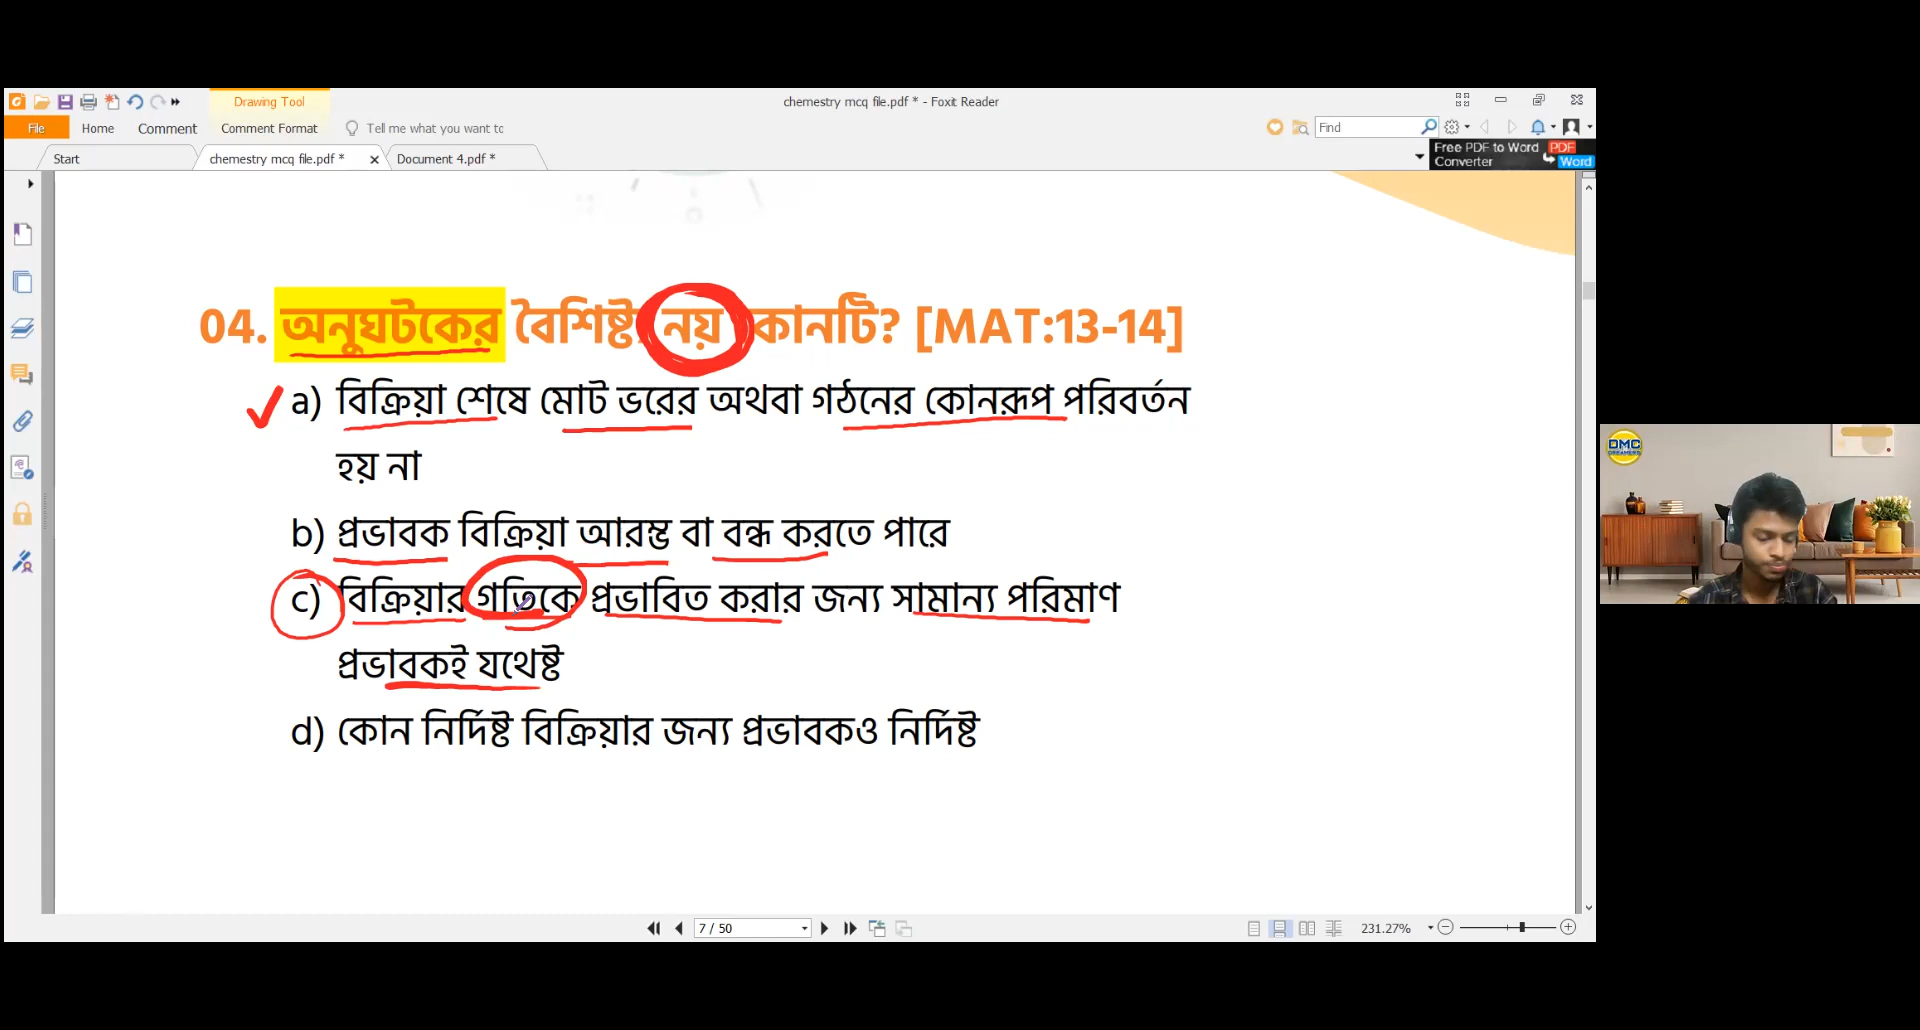 Drawing Tool
chemestry mcq file.pdf * - Foxit Reader
File Home Comment Comment Format Tell me what you want to Find
Start chemestry mcq file.pdf * Document 4.pdf * Free PDF to Word Converter PDF Word
04. অনুঘটকের বৈশিষ্ট নয় কোনটি? [MAT:13-14]
a) বিক্রিয়া শেষে মোট ভরের অথবা গঠনের কোনরূপ পরিবর্তন
হয় না
b) প্রভাবক বিক্রিয়া আরম্ভ বা বন্ধ করতে পারে
c) বিক্রিয়ার গতিকে প্রভাবিত করার জন্য সামান্য পরিমাণ
প্রভাবকই যথেষ্ট
d) কোন নির্দিষ্ট বিক্রিয়ার জন্য প্রভাবকও নির্দিষ্ট
DMC
DREAMERS
7 / 50 231.27%